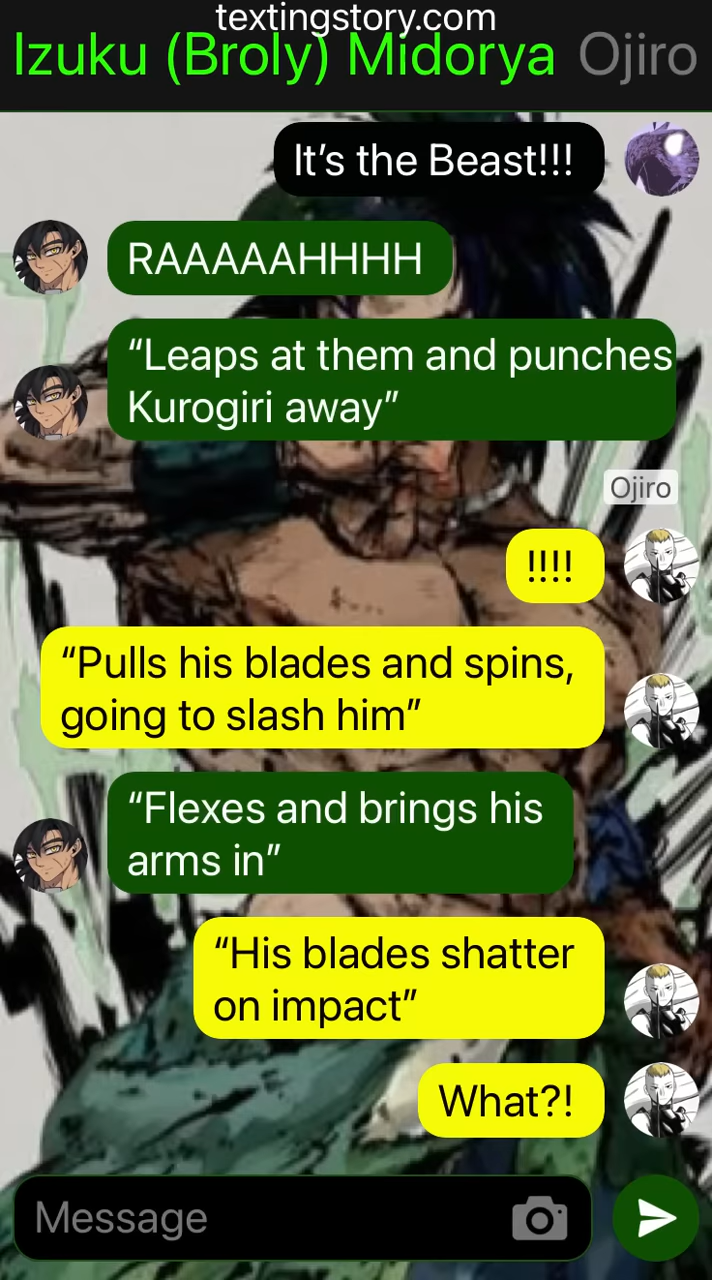 textingstory.com
Izuku (Broly) Midorya Ojiro
It’s the Beast!!!
RAAAAAHHHH
“Leaps at them and punches
Kurogiri away”
Ojiro
!!!!
“Pulls his blades and spins,
going to slash him”
“Flexes and brings his
arms in”
“His blades shatter
on impact”
What?!
Message